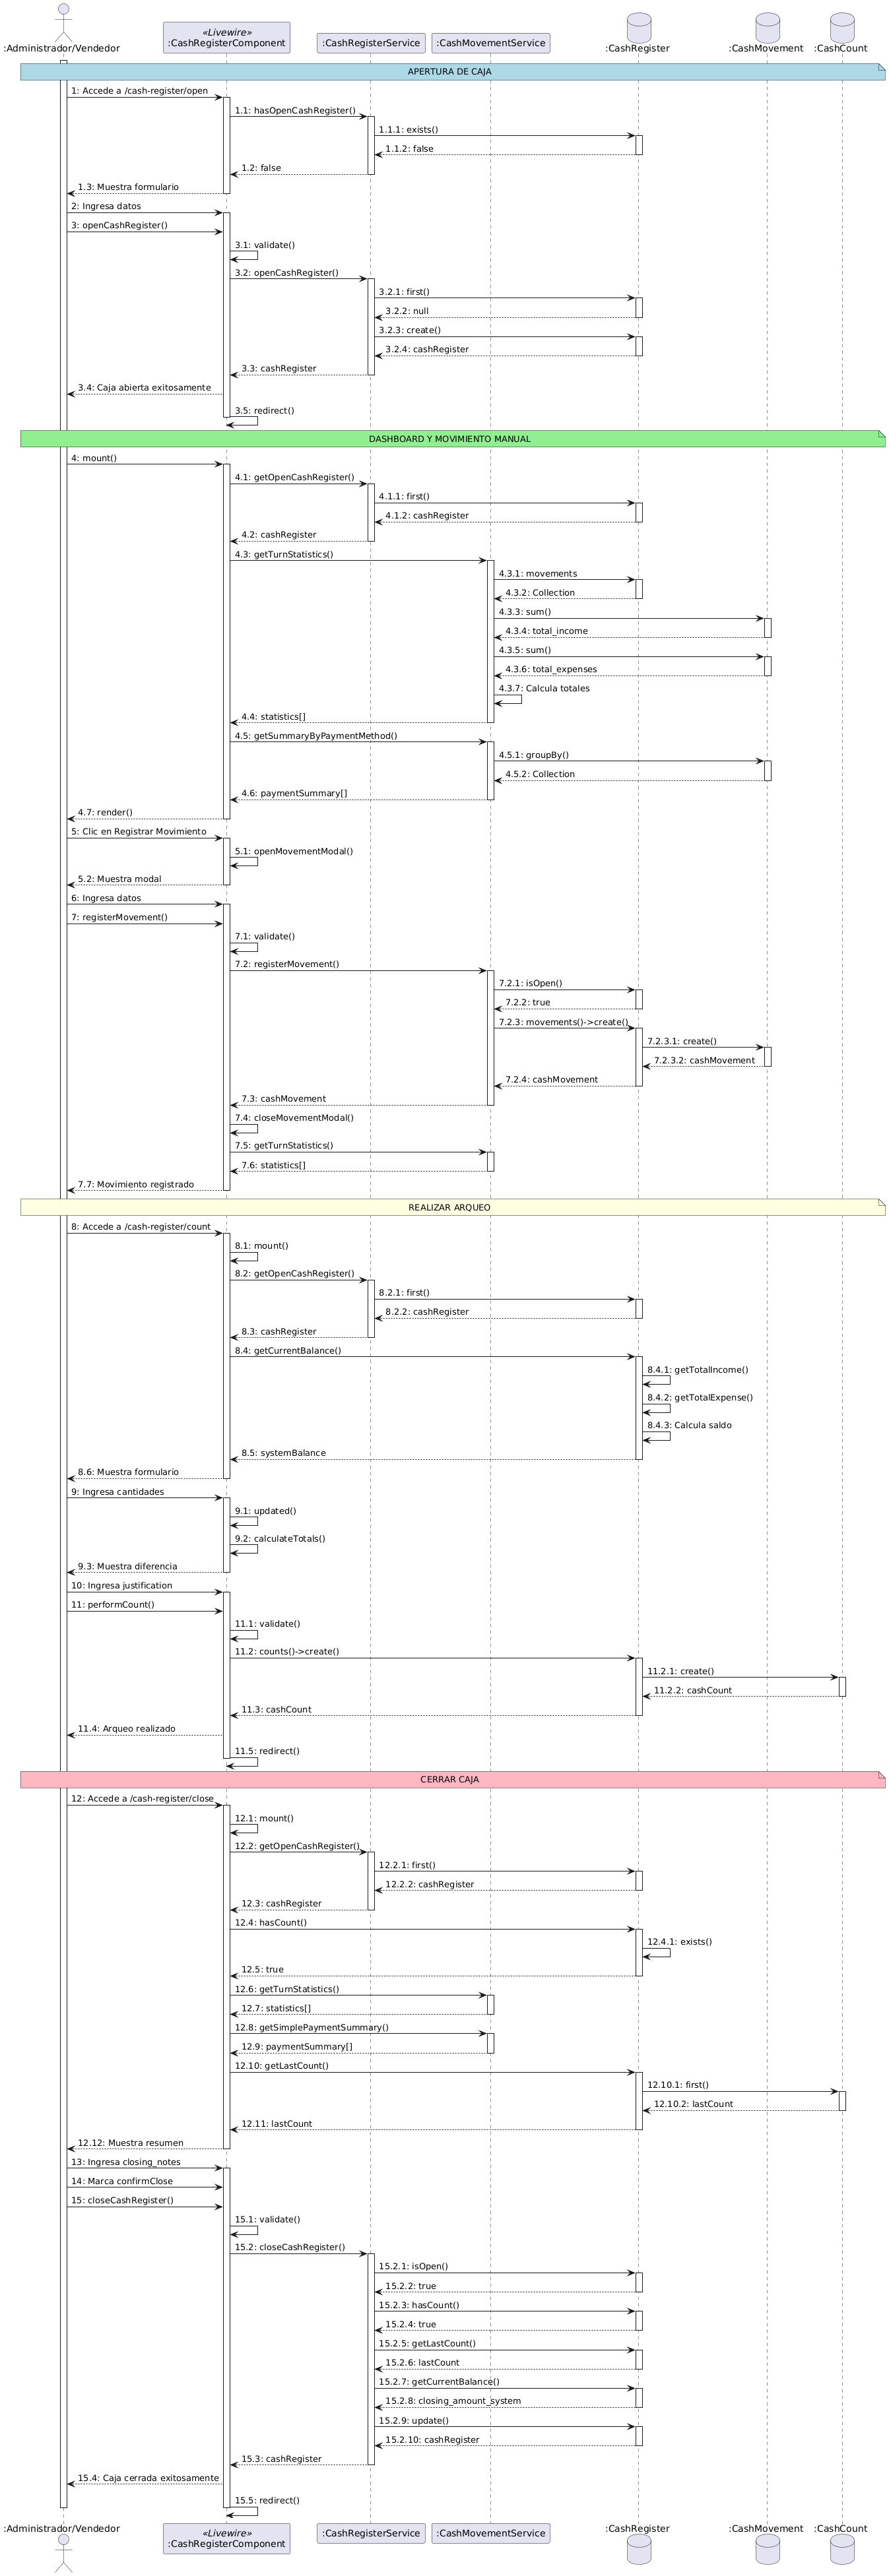 :Administrador/Vendedor
«Livewire»
:CashRegisterComponent
:CashRegisterService
:CashMovementService
:CashRegister
:CashMovement
:CashCount
APERTURA DE CAJA
1: Accede a /cash-register/open
1.1: hasOpenCashRegister()
1.1.1: exists()
1.1.2: false
1.2: false
1.3: Muestra formulario
2: Ingresa datos
3: openCashRegister()
3.1: validate()
3.2: openCashRegister()
3.2.1: first()
3.2.2: null
3.2.3: create()
3.2.4: cashRegister
3.3: cashRegister
3.4: Caja abierta exitosamente
3.5: redirect()
DASHBOARD Y MOVIMIENTO MANUAL
4: mount()
4.1: getOpenCashRegister()
4.1.1: first()
4.1.2: cashRegister
4.2: cashRegister
4.3: getTurnStatistics()
4.3.1: movements
4.3.2: Collection
4.3.3: sum()
4.3.4: total_income
4.3.5: sum()
4.3.6: total_expenses
4.3.7: Calcula totales
4.4: statistics[]
4.5: getSummaryByPaymentMethod()
4.5.1: groupBy()
4.5.2: Collection
4.6: paymentSummary[]
4.7: render()
5: Clic en Registrar Movimiento
5.1: openMovementModal()
5.2: Muestra modal
6: Ingresa datos
7: registerMovement()
7.1: validate()
7.2: registerMovement()
7.2.1: isOpen()
7.2.2: true
7.2.3: movements()->create()
7.2.3.1: create()
7.2.3.2: cashMovement
7.2.4: cashMovement
7.3: cashMovement
7.4: closeMovementModal()
7.5: getTurnStatistics()
7.6: statistics[]
7.7: Movimiento registrado
REALIZAR ARQUEO
8: Accede a /cash-register/count
8.1: mount()
8.2: getOpenCashRegister()
8.2.1: first()
8.2.2: cashRegister
8.3: cashRegister
8.4: getCurrentBalance()
8.4.1: getTotalIncome()
8.4.2: getTotalExpense()
8.4.3: Calcula saldo
8.5: systemBalance
8.6: Muestra formulario
9: Ingresa cantidades
9.1: updated()
9.2: calculateTotals()
9.3: Muestra diferencia
10: Ingresa justification
11: performCount()
11.1: validate()
11.2: counts()->create()
11.2.1: create()
11.2.2: cashCount
11.3: cashCount
11.4: Arqueo realizado
11.5: redirect()
CERRAR CAJA
12: Accede a /cash-register/close
12.1: mount()
12.2: getOpenCashRegister()
12.2.1: first()
12.2.2: cashRegister
12.3: cashRegister
12.4: hasCount()
12.4.1: exists()
12.5: true
12.6: getTurnStatistics()
12.7: statistics[]
12.8: getSimplePaymentSummary()
12.9: paymentSummary[]
12.10: getLastCount()
12.10.1: first()
12.10.2: lastCount
12.11: lastCount
12.12: Muestra resumen
13: Ingresa closing_notes
14: Marca confirmClose
15: closeCashRegister()
15.1: validate()
15.2: closeCashRegister()
15.2.1: isOpen()
15.2.2: true
15.2.3: hasCount()
15.2.4: true
15.2.5: getLastCount()
15.2.6: lastCount
15.2.7: getCurrentBalance()
15.2.8: closing_amount_system
15.2.9: update()
15.2.10: cashRegister
15.3: cashRegister
15.4: Caja cerrada exitosamente
15.5: redirect()
:Administrador/Vendedor
«Livewire»
:CashRegisterComponent
:CashRegisterService
:CashMovementService
:CashRegister
:CashMovement
:CashCount